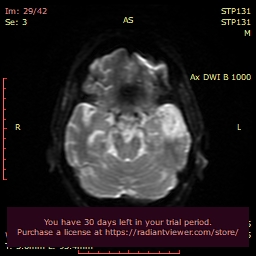 Im: 29/42
Se: 3
AS
STP131
STP131
M
Ax DWI B 1000
R
L
You have 30 days left in your trial period.
Purchase a license at https://radiantviewer.com/store/